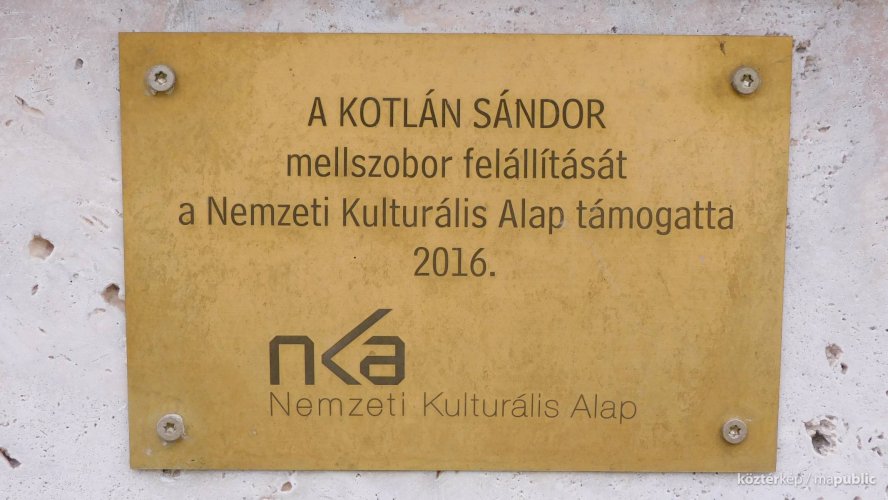 A KOTLÁN SÁNDOR
mellszobor felállítását
a Nemzeti Kulturális Alap támogatta
2016.
nka
Nemzeti Kulturális Alap
köztérkép / mapublic